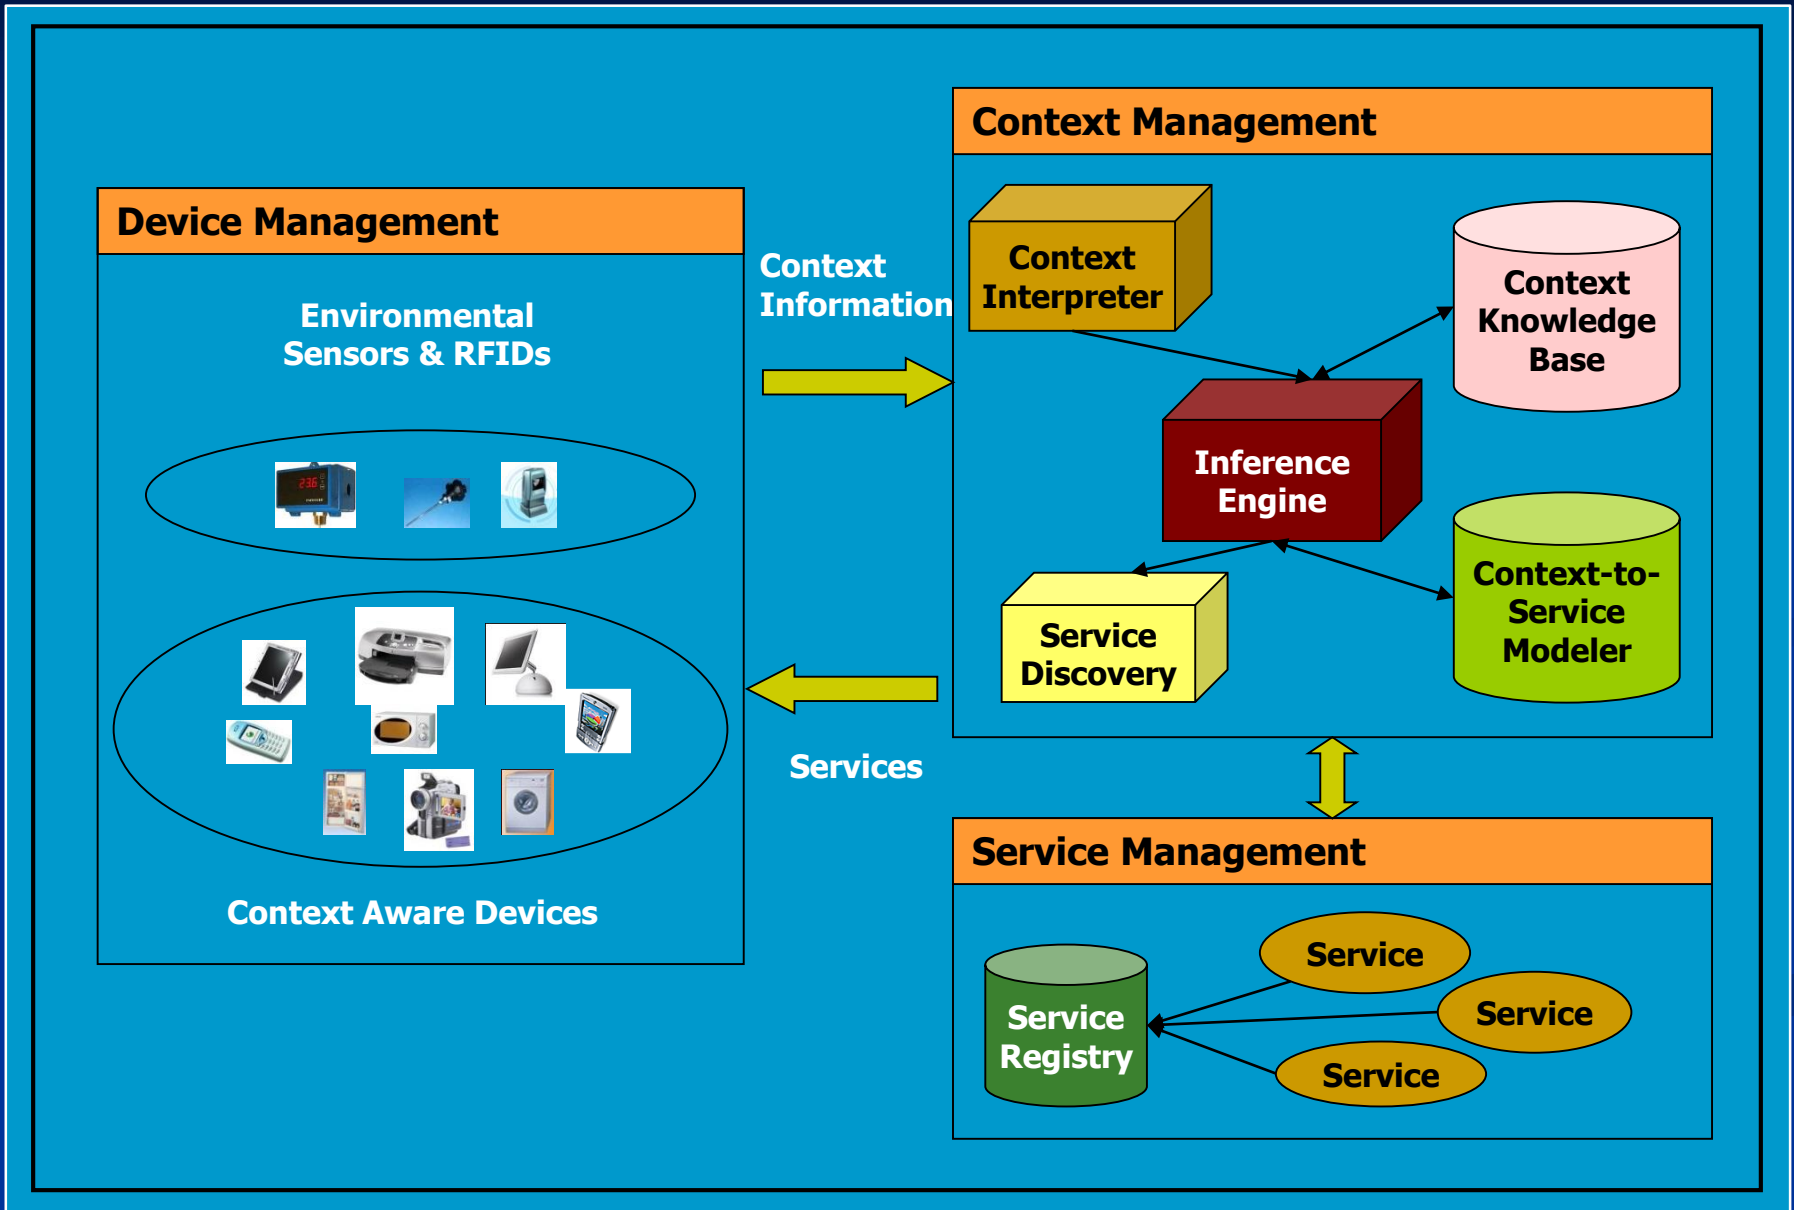 Device Management
Environmental
Sensors & RFIDs
236
Context Aware Devices
Context
Information
Services
Context Management
Context
Interpreter
Context
Knowledge
Base
Inference
Engine
Service
Discovery
Context-to-
Service
Modeler
Service Management
Service
Registry
Service
Service
Service